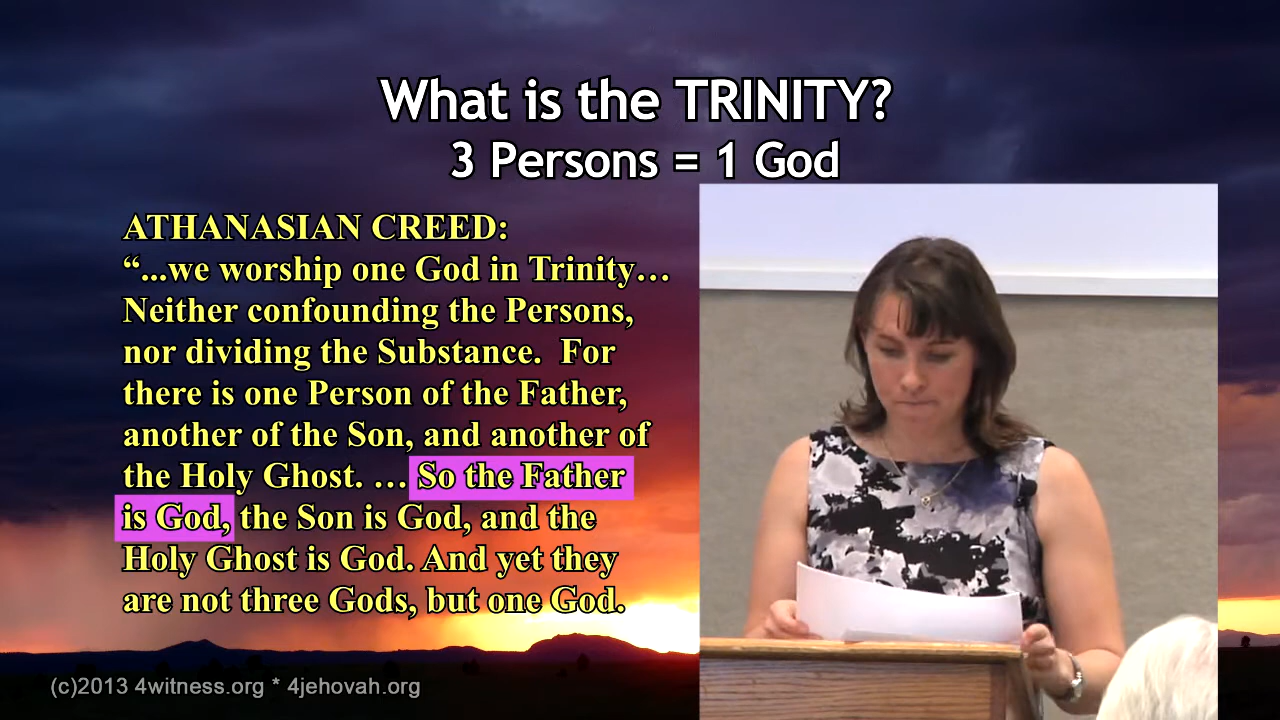 What is the TRINITY?
3 Persons = 1 God
ATHANASIAN CREED:
“...we worship one God in Trinity…
Neither confounding the Persons,
nor dividing the Substance.  For
there is one Person of the Father,
another of the Son, and another of
the Holy Ghost. … So the Father
is God, the Son is God, and the
Holy Ghost is God. And yet they
are not three Gods, but one God.
(c)2013 4witness.org * 4jehovah.org